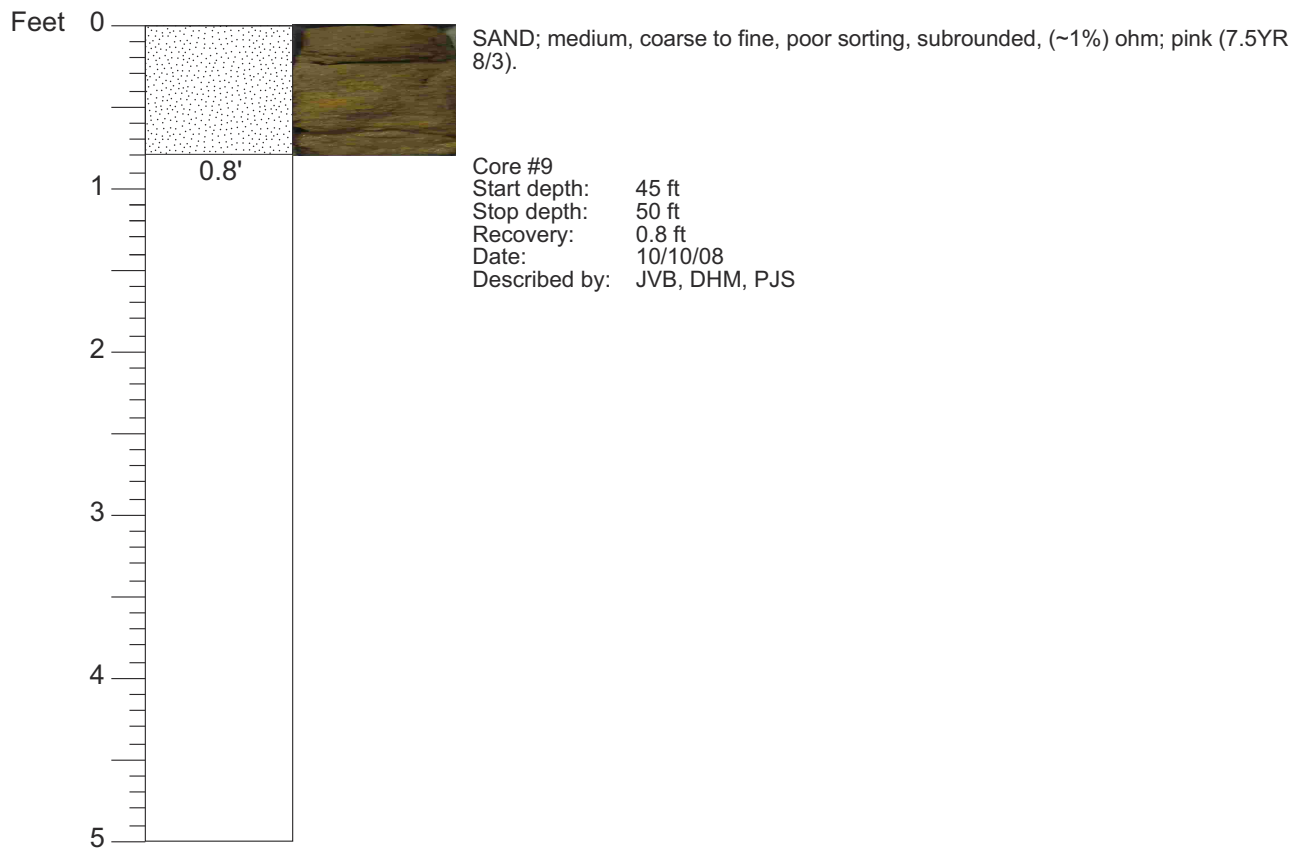 Feet 0
SAND; medium, coarse to fine, poor sorting, subrounded, (~1%) ohm; pink (7.5YR
8/3).
0.8'
Core #9
1
Start depth: 45 ft
Stop depth: 50 ft
Recovery: 0.8 ft
Date: 10/10/08
Described by: JVB, DHM, PJS
2
3
4
5